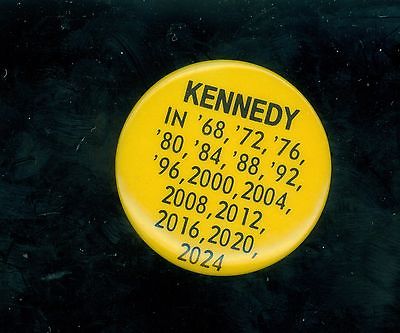 KENNEDY
IN '68, '72, '76,
'80, '84, '88, '92,
'96, 2000, 2004,
2008, 2012,
2016, 2020,
2024